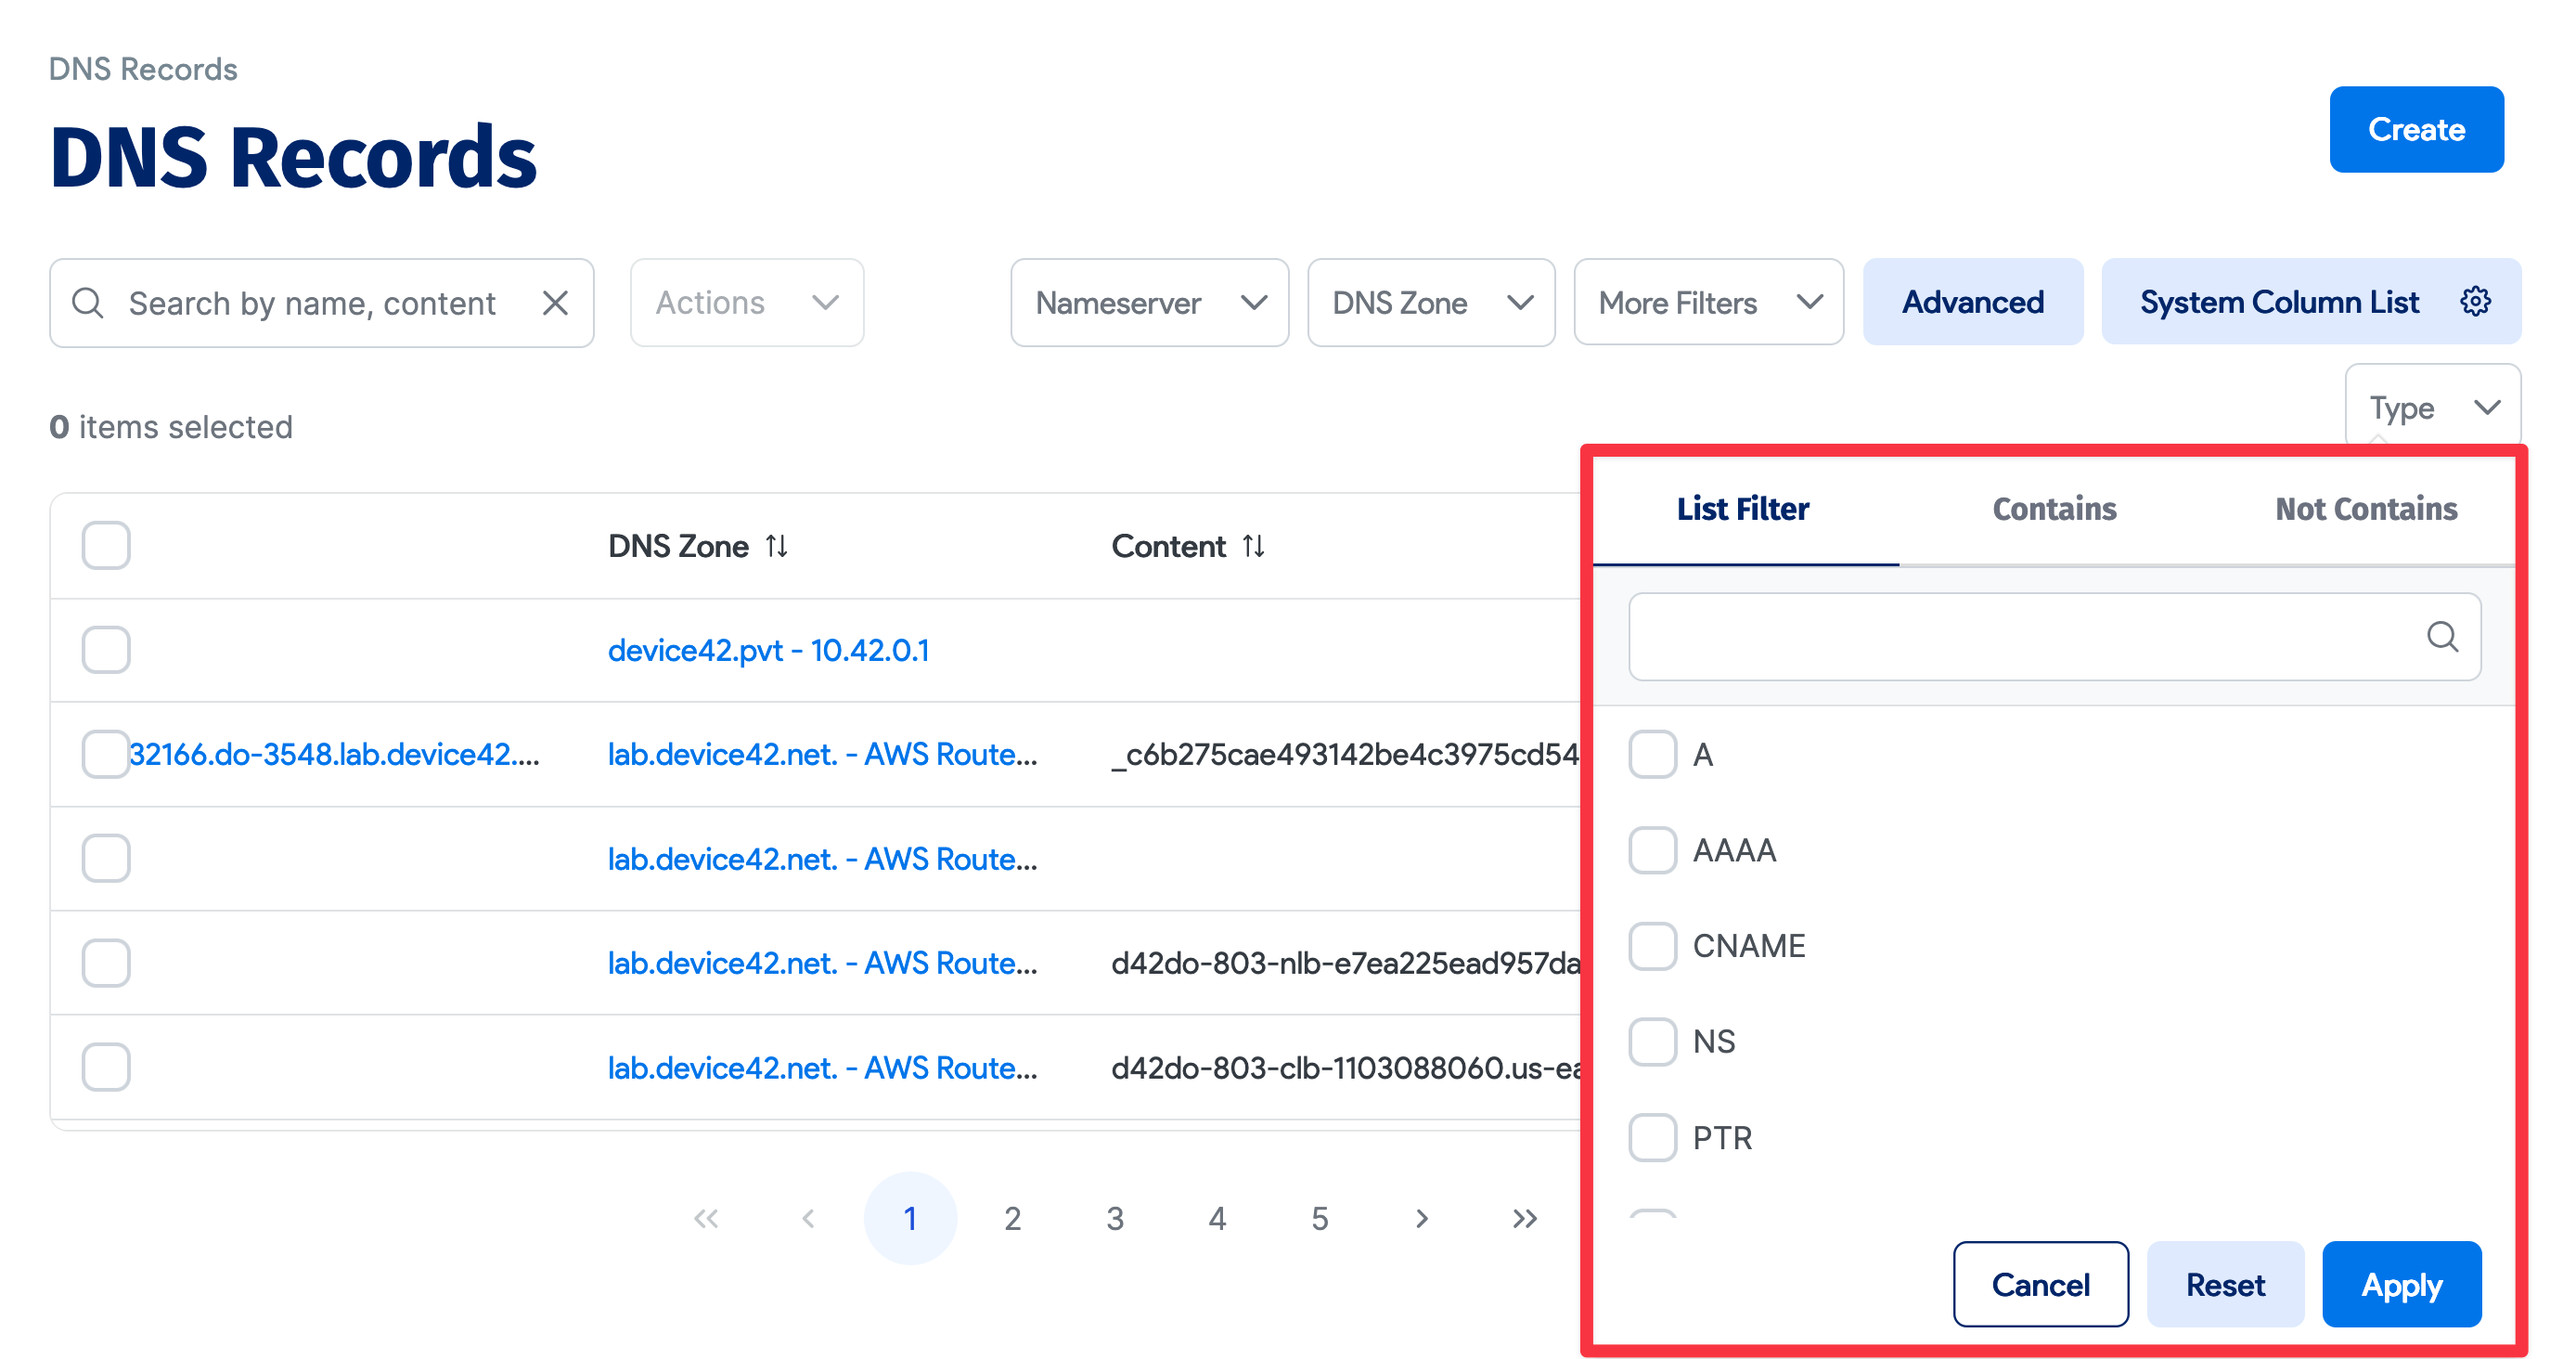 DNS Records
DNS Records
Create
Search by name, content
Actions
Nameserver
DNS Zone
More Filters
Advanced
System Column List
Type
0 items selected
DNS Zone
Content
device42.pvt - 10.42.0.1
32166.do-3548.lab.device42....
lab.device42.net. - AWS Route...
_c6b275cae493142be4c3975cd54
lab.device42.net. - AWS Route...
lab.device42.net. - AWS Route...
d42do-803-nlb-e7ea225ead957da
lab.device42.net. - AWS Route...
d42do-803-clb-1103088060.us-ea
1 2 3 4 5
List Filter
Contains
Not Contains
A
AAAA
CNAME
NS
PTR
Cancel
Reset
Apply